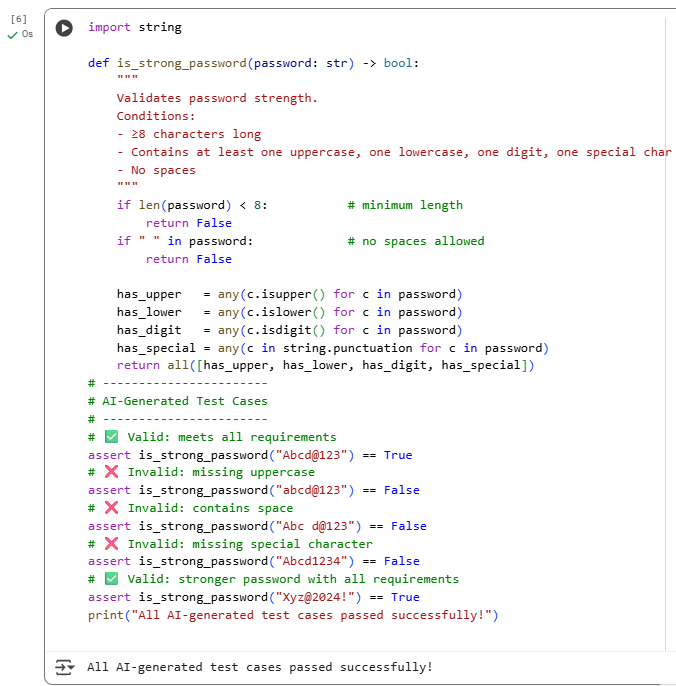 [6]
0s
import string
def is_strong_password(password: str) -> bool:
    """
    Validates password strength.
    Conditions:
    - ≥8 characters long
    - Contains at least one uppercase, one lowercase, one digit, one special char
    - No spaces
    """
    if len(password) < 8:           # minimum length
        return False
    if " " in password:             # no spaces allowed
        return False
    has_upper   = any(c.isupper() for c in password)
    has_lower   = any(c.islower() for c in password)
    has_digit   = any(c.isdigit() for c in password)
    has_special = any(c in string.punctuation for c in password)
    return all([has_upper, has_lower, has_digit, has_special])
# -----------------------
# AI-Generated Test Cases
# -----------------------
# ✅ Valid: meets all requirements
assert is_strong_password("Abcd@123") == True
# ❌ Invalid: missing uppercase
assert is_strong_password("abcd@123") == False
# ❌ Invalid: contains space
assert is_strong_password("Abc d@123") == False
# ❌ Invalid: missing special character
assert is_strong_password("Abcd1234") == False
# ✅ Valid: stronger password with all requirements
assert is_strong_password("Xyz@2024!") == True
print("All AI-generated test cases passed successfully!")
All AI-generated test cases passed successfully!